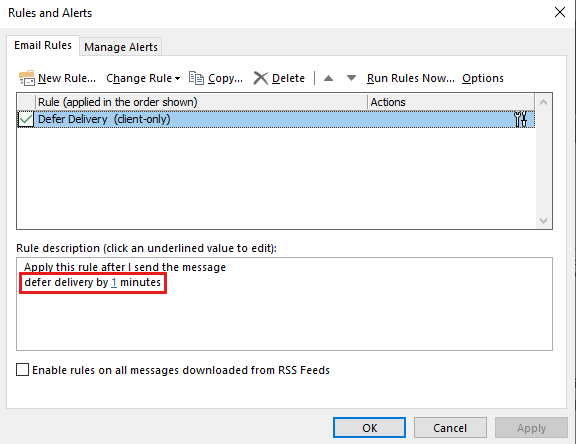 Rules and Alerts
Email Rules Manage Alerts
New Rule... Change Rule Copy... Delete Run Rules Now... Options
Rule (applied in the order shown) Actions
Defer Delivery (client-only)
Rule description (click an underlined value to edit):
Apply this rule after I send the message
defer delivery by 1 minutes
Enable rules on all messages downloaded from RSS Feeds
OK Cancel Apply